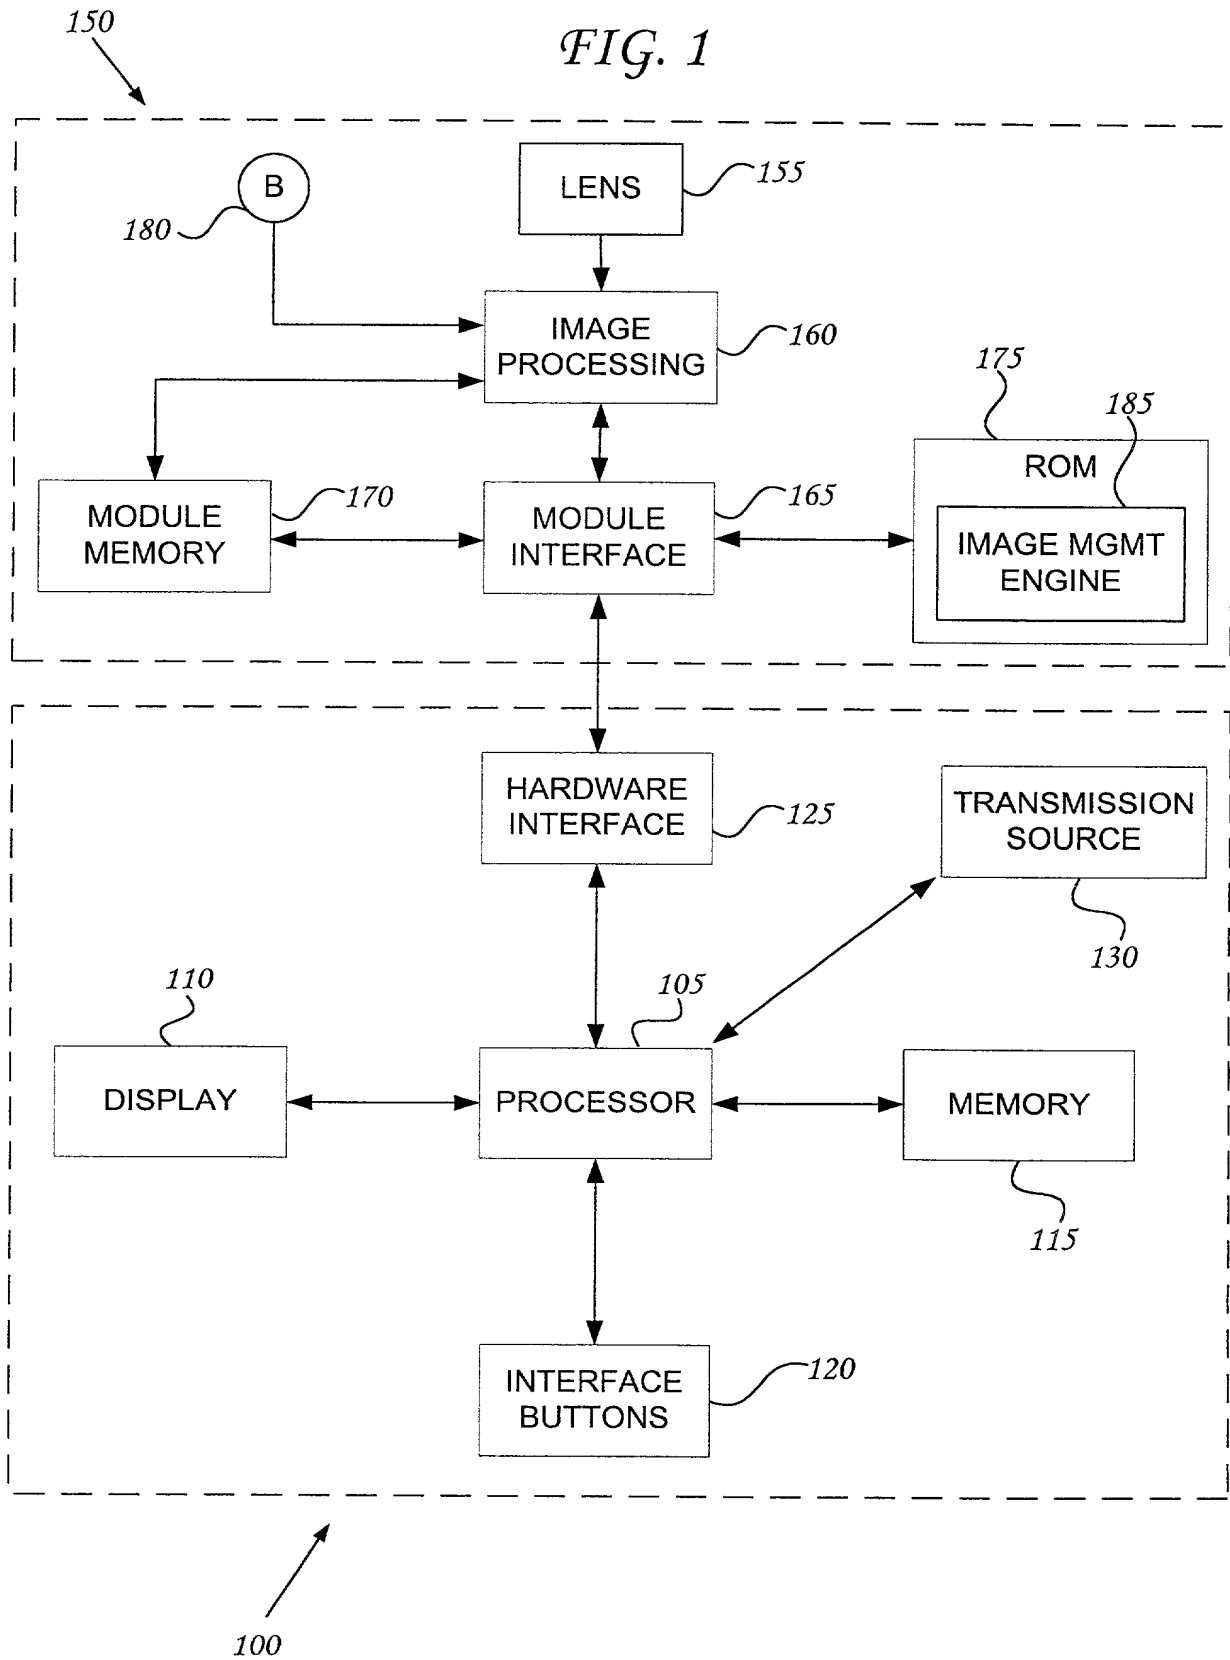 150
FIG. 1
B
180
LENS
155
IMAGE
PROCESSING
160
175
185
ROM
MODULE
MEMORY
170
MODULE
INTERFACE
165
IMAGE MGMT
ENGINE
HARDWARE
INTERFACE
125
TRANSMISSION
SOURCE
130
110
105
DISPLAY
PROCESSOR
MEMORY
115
INTERFACE
BUTTONS
120
100